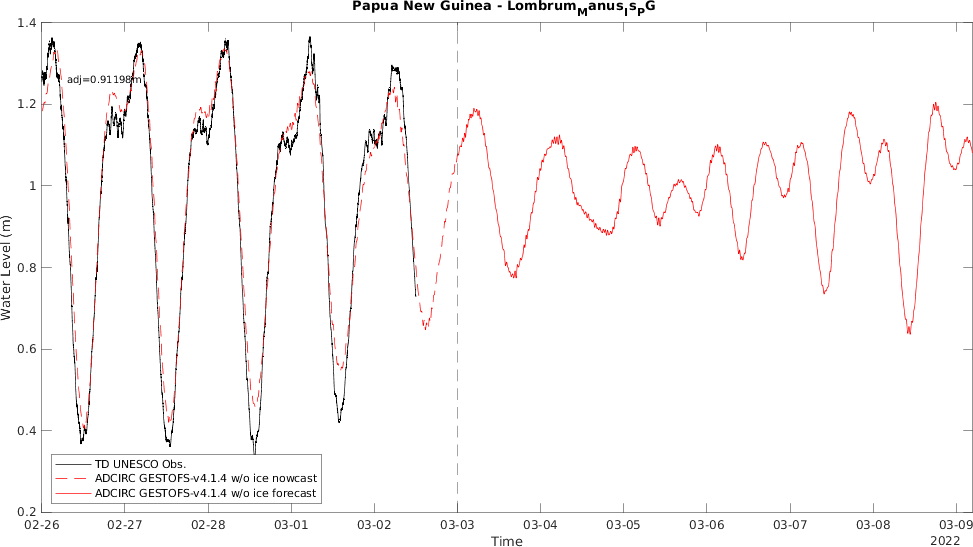 Papua New Guinea - LombrumManusIsPG
1.4
1.2
1
0.8
0.6
0.4
0.2
Water Level (m)
adj=0.91198m
TD UNESCO Obs.
ADCIRC GESTOFS-v4.1.4 w/o ice nowcast
ADCIRC GESTOFS-v4.1.4 w/o ice forecast
02-26 02-27 02-28 03-01 03-02 03-03 03-04 03-05 03-06 03-07 03-08 03-09
Time
2022